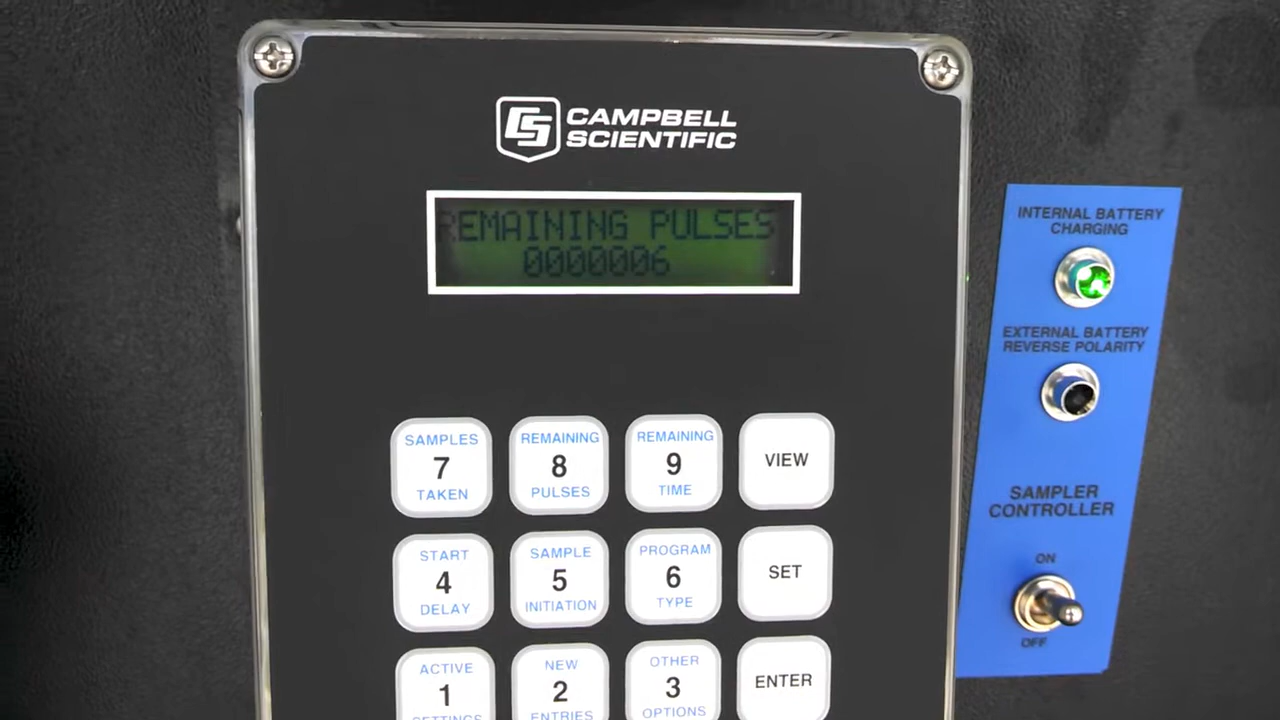 CAMPBELL
SCIENTIFIC
REMAINING PULSES
0000006
INTERNAL BATTERY
CHARGING
EXTERNAL BATTERY
REVERSE POLARITY
SAMPLER
CONTROLLER
ON
OFF
SAMPLES
7
TAKEN
REMAINING
8
PULSES
REMAINING
9
TIME
VIEW
START
4
DELAY
SAMPLE
5
INITIATION
PROGRAM
6
TYPE
SET
ACTIVE
1
SETTINGS
NEW
2
ENTRIES
OTHER
3
OPTIONS
ENTER